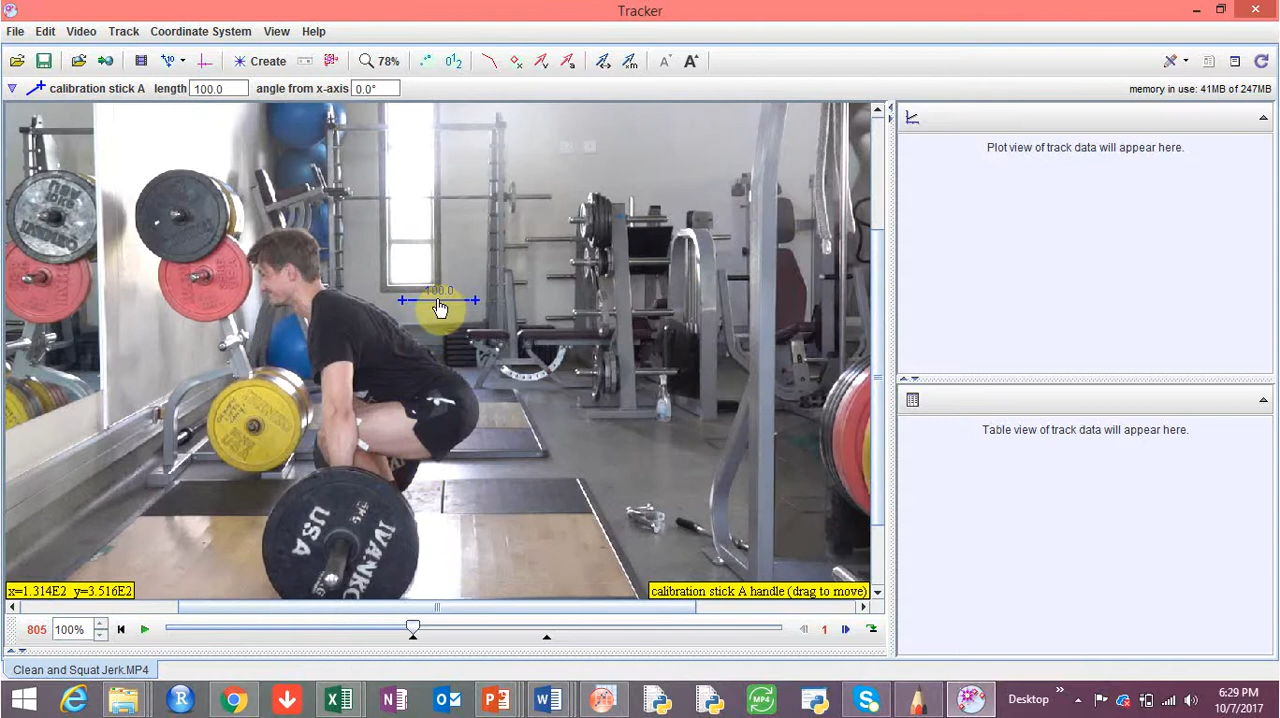 Tracker
File Edit Video Track Coordinate System View Help
Create 78%
calibration stick A length 100.0 angle from x-axis 0.0° memory in use: 41MB of 247MB
Plot view of track data will appear here.
100.0
Table view of track data will appear here.
USA
IVANKO
x=1.314E2 y=3.516E2
calibration stick A handle (drag to move)
805 100% 1
Clean and Squat Jerk.MP4
Desktop
6:29 PM
10/7/2017